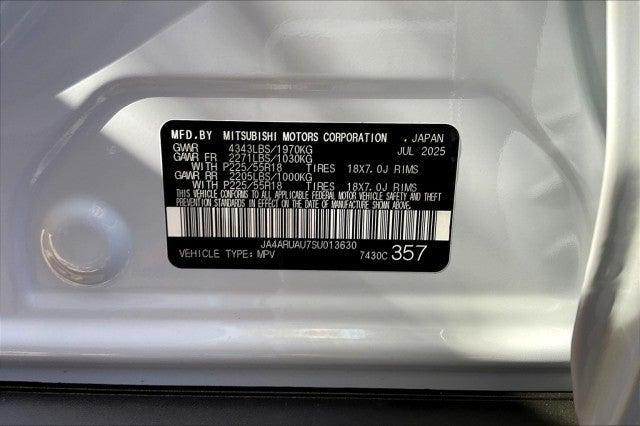 MFD.BY MITSUBISHI MOTORS CORPORATION . JAPAN
GVWR 4343LBS/1970KG JUL 2025
GAWR FR 2271LBS/1030KG
WITH P225/55R18 TIRES 18X7.0J RIMS
GAWR RR 2205LBS/1000KG
WITH P225/55R18 TIRES 18X7.0J RIMS
THIS VEHICLE CONFORMS TO ALL APPLICABLE FEDERAL MOTOR VEHICLE SAFETY AND THEFT
PREVENTION STANDARDS IN EFFECT ON THE DATE OF MANUFACTURE SHOWN ABOVE.
JA4ARUAU7SU013630
VEHICLE TYPE: MPV 7430C 357